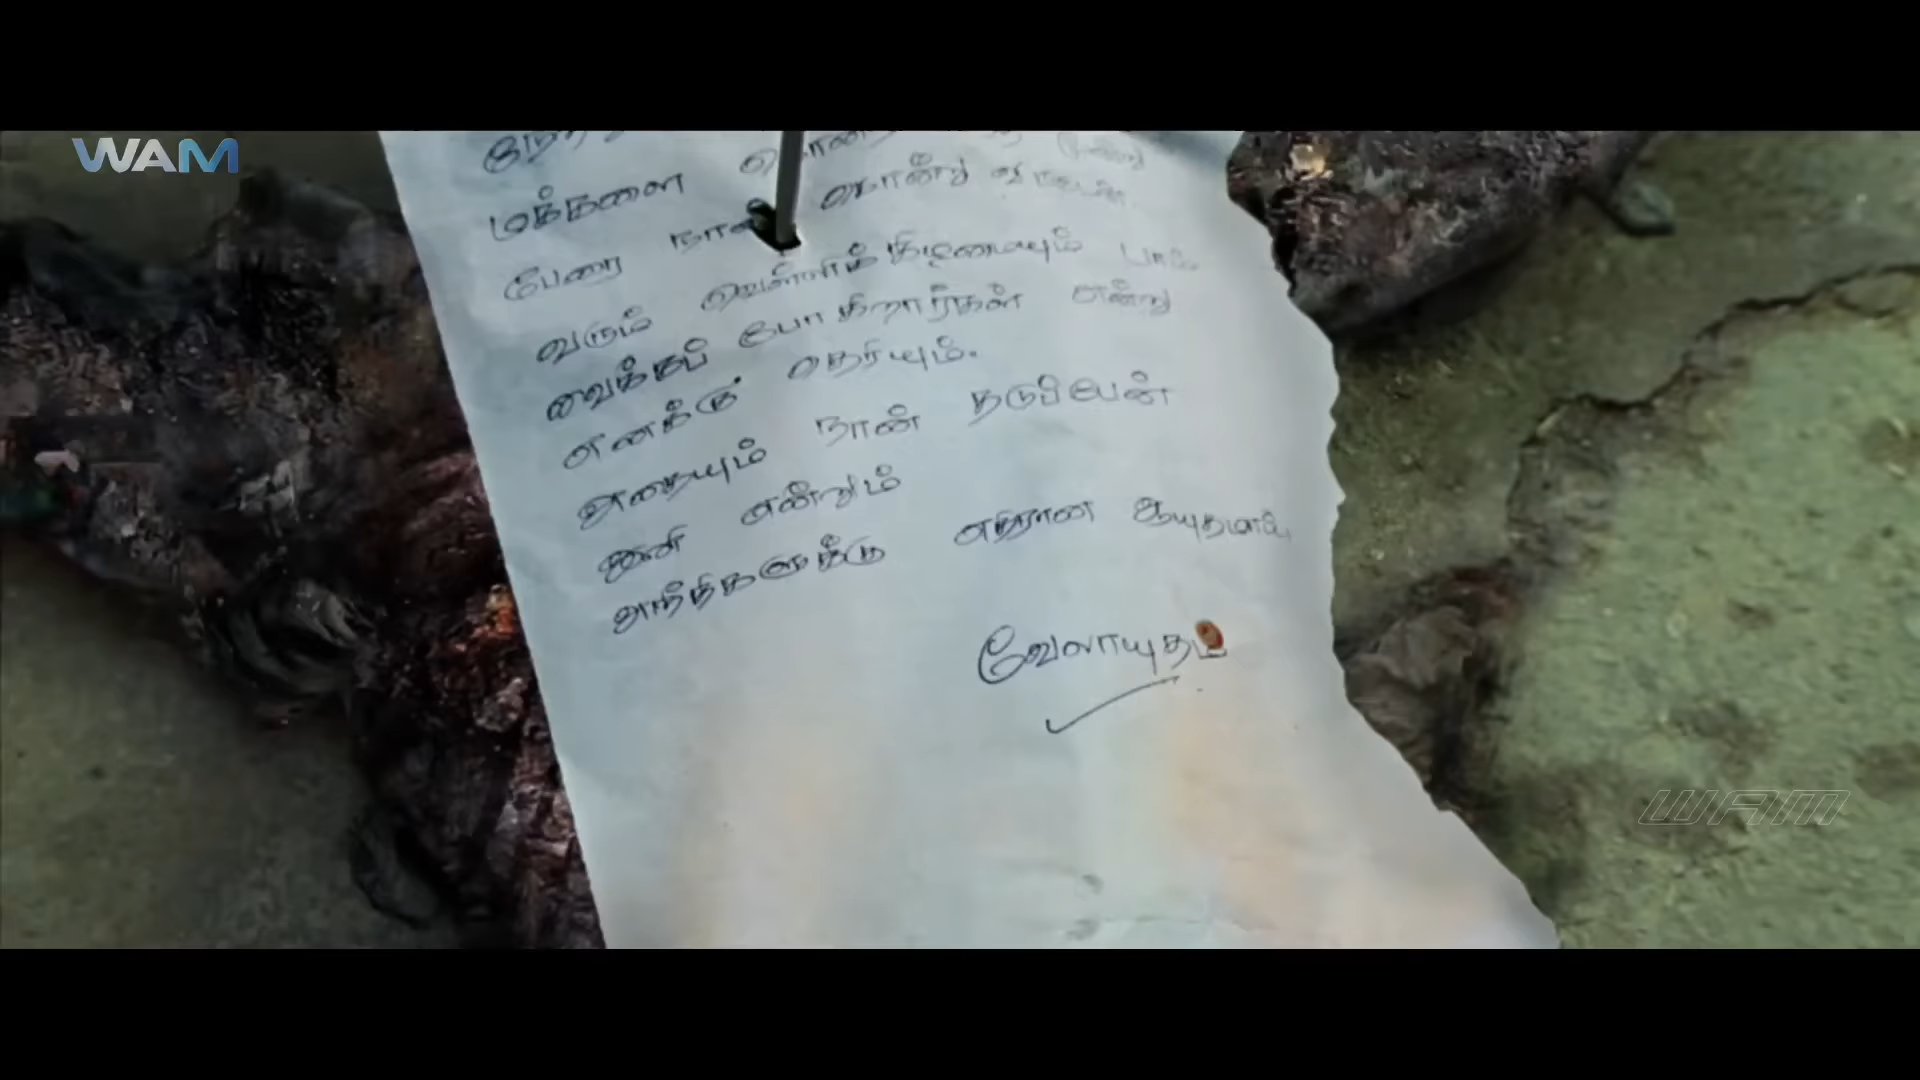 WAM
மக்களை
பேரை நான் கொன்று
வரும் வெள்ளிக்கிழமையும் பாம்
வைக்கப் போகிறார்கள் என்று
எனக்கு தெரியும்.
அதையும் நான் தடுப்பேன்
இனி என்றும்
அநீதிகளுக்கு எதிரான ஆயுதமாய்
வேலாயுதம்
WAM